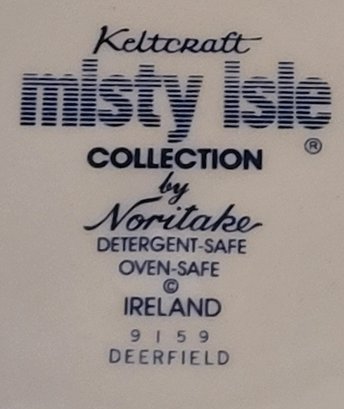 Keltcraft
misty isle
®
COLLECTION
by
Noritake
DETERGENT-SAFE
OVEN-SAFE
©
IRELAND
9159
DEERFIELD